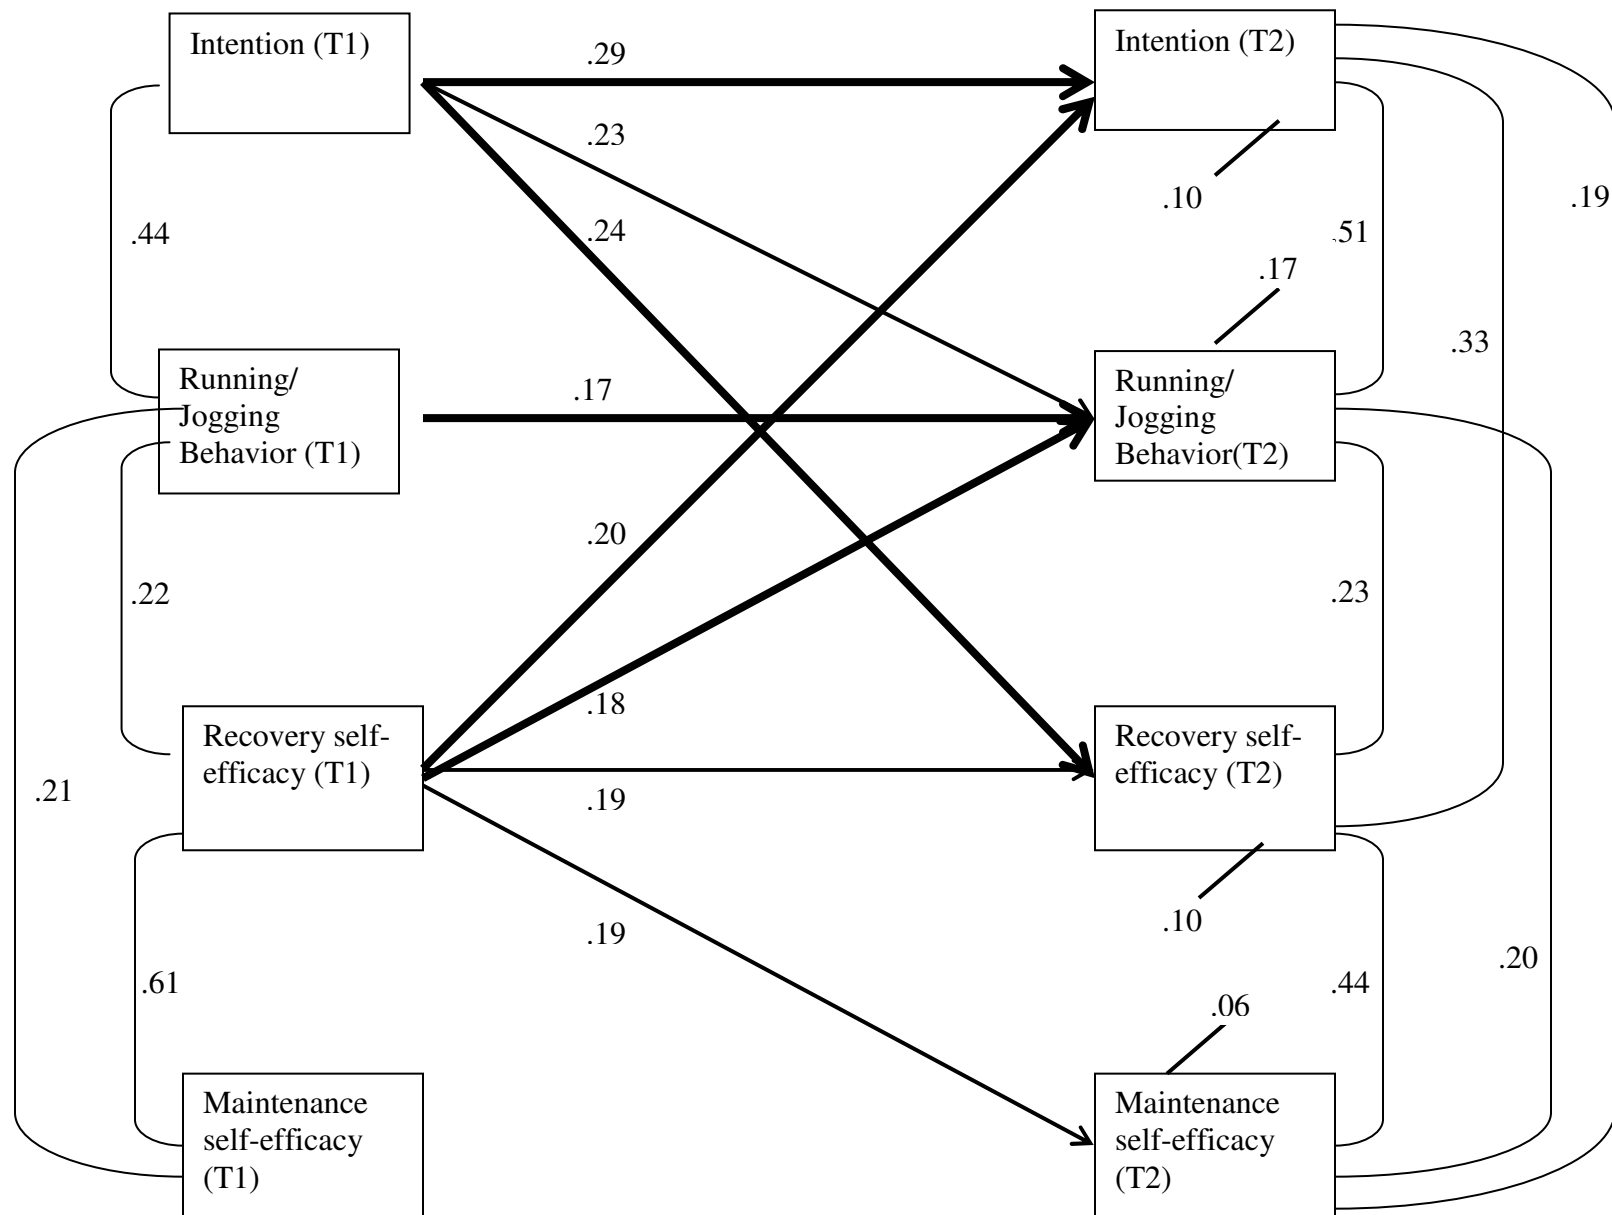 Intention (T1)
.29
Intention (T2)
.23
.10
.19
.44
.24
.51
.17
.33
Running/
Jogging
Behavior (T1)
.17
Running/
Jogging
Behavior(T2)
.20
.22
.23
.18
Recovery self-
efficacy (T1)
Recovery self-
efficacy (T2)
.21
.19
.10
.19
.20
.61
.44
.06
Maintenance
self-efficacy
(T1)
Maintenance
self-efficacy
(T2)